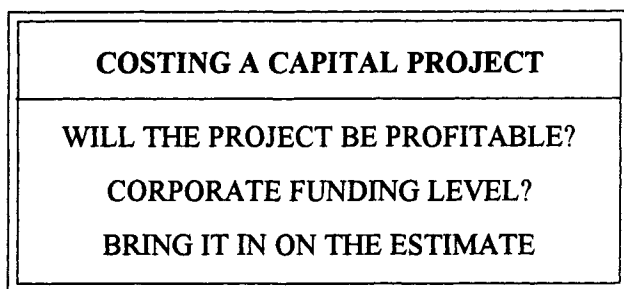 COSTING A CAPITAL PROJECT
WILL THE PROJECT BE PROFITABLE?
CORPORATE FUNDING LEVEL?
BRING IT IN ON THE ESTIMATE